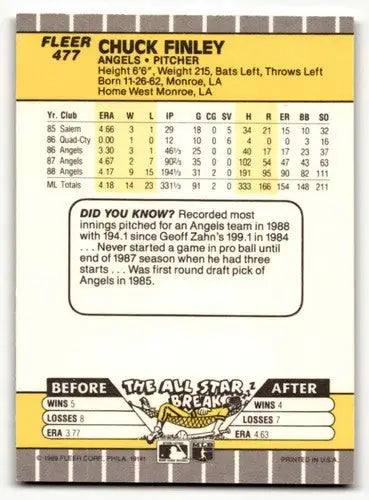 FLEER
477
CHUCK FINLEY
ANGELS • PITCHER
Height 6'6", Weight 215, Bats Left, Throws Left
Born 11-26-62, Monroe, LA
Home West Monroe, LA
Yr. Club ERA W L IP G CG SV H R ER BB SO
85 Salem 4.66 3 1 29 18 0 5 34 21 15 10 32
86 Quad-Cty 0.00 1 0 12 10 0 6 4 0 0 3 16
86 Angels 3.30 3 1 46⅓ 25 0 0 40 17 17 23 37
87 Angels 4.67 2 7 90⅔ 35 0 0 102 54 47 43 63
88 Angels 4.17 9 15 194⅓ 31 2 0 191 95 90 82 111
ML Totals 4.18 14 23 331⅓ 91 2 0 333 166 154 148 211
DID YOU KNOW? Recorded most
innings pitched for an Angels team in 1988
with 194.1 since Geoff Zahn's 199.1 in 1984
. . . Never started a game in pro ball until
end of 1987 season when he had three
starts . . . Was first round draft pick of
Angels in 1985.
BEFORE THE ALL STAR BREAK AFTER
WINS 5 WINS 4
LOSSES 8 LOSSES 7
ERA 3.77 ERA 4.63
© 1989 FLEER CORP., PHILA. 19141 PRINTED IN U.S.A.